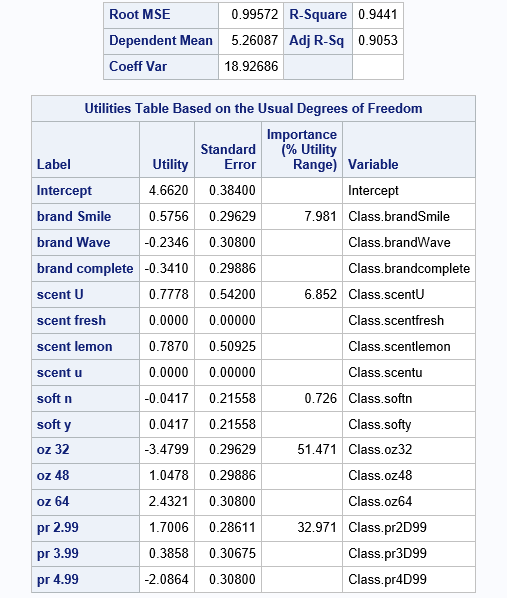 Root MSE 0.99572 R-Square 0.9441
Dependent Mean 5.26087 Adj R-Sq 0.9053
Coeff Var 18.92686
Utilities Table Based on the Usual Degrees of Freedom
Label Utility Standard Error Importance (% Utility Range) Variable
Intercept 4.6620 0.38400 Intercept
brand Smile 0.5756 0.29629 7.981 Class.brandSmile
brand Wave -0.2346 0.30800 Class.brandWave
brand complete -0.3410 0.29886 Class.brandcomplete
scent U 0.7778 0.54200 6.852 Class.scentU
scent fresh 0.0000 0.00000 Class.scentfresh
scent lemon 0.7870 0.50925 Class.scentlemon
scent u 0.0000 0.00000 Class.scentu
soft n -0.0417 0.21558 0.726 Class.softn
soft y 0.0417 0.21558 Class.softy
oz 32 -3.4799 0.29629 51.471 Class.oz32
oz 48 1.0478 0.29886 Class.oz48
oz 64 2.4321 0.30800 Class.oz64
pr 2.99 1.7006 0.28611 32.971 Class.pr2D99
pr 3.99 0.3858 0.30675 Class.pr3D99
pr 4.99 -2.0864 0.30800 Class.pr4D99